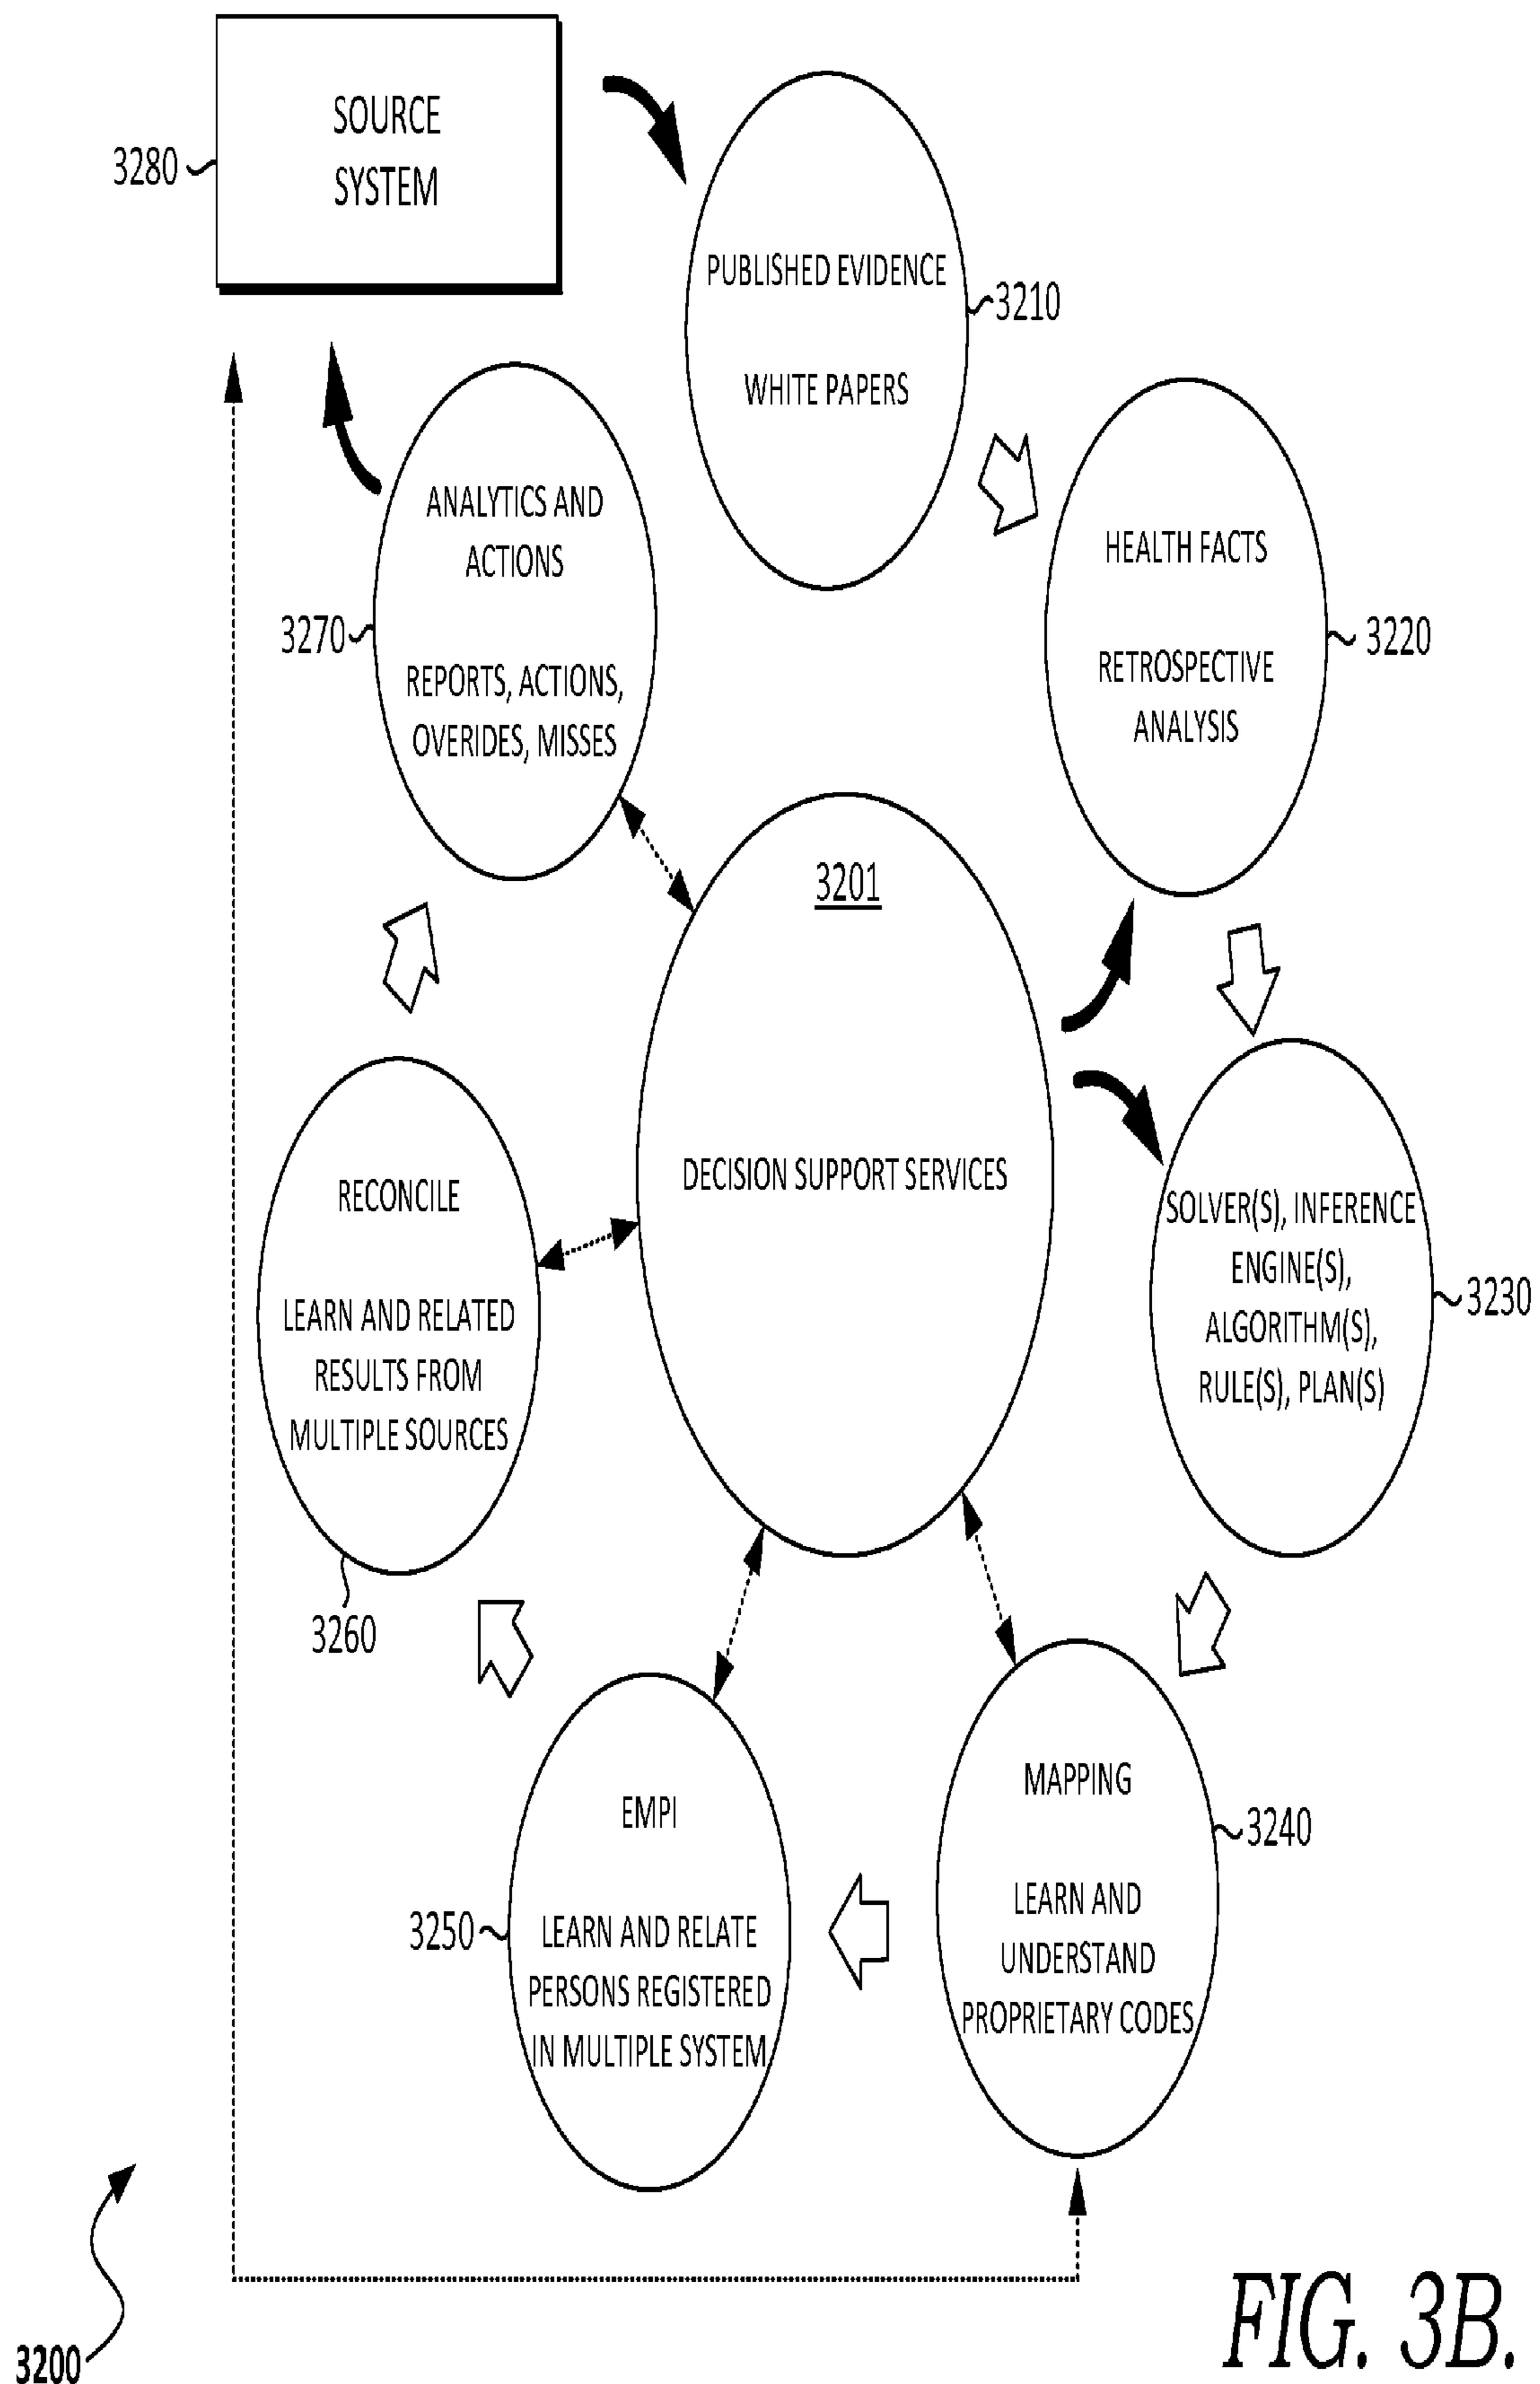 SOURCE
SYSTEM
3280
PUBLISHED EVIDENCE
WHITE PAPERS
3210
HEALTH FACTS
RETROSPECTIVE
ANALYSIS
3220
ANALYTICS AND
ACTIONS
REPORTS, ACTIONS,
OVERIDES, MISSES
3270
3201
DECISION SUPPORT SERVICES
SOLVER(S), INFERENCE
ENGINE(S),
ALGORITHM(S),
RULE(S), PLAN(S)
3230
RECONCILE
LEARN AND RELATED
RESULTS FROM
MULTIPLE SOURCES
3260
MAPPING
LEARN AND
UNDERSTAND
PROPRIETARY CODES
3240
EMPI
LEARN AND RELATE
PERSONS REGISTERED
IN MULTIPLE SYSTEM
3250
3200
FIG. 3B.